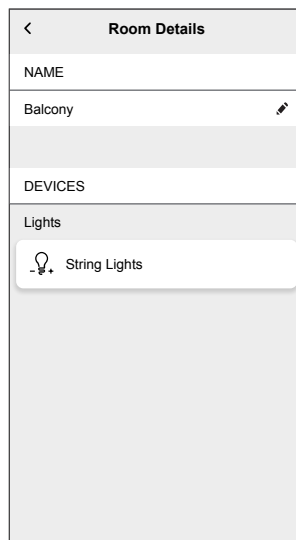 Room Details
NAME
Balcony
DEVICES
Lights
String Lights